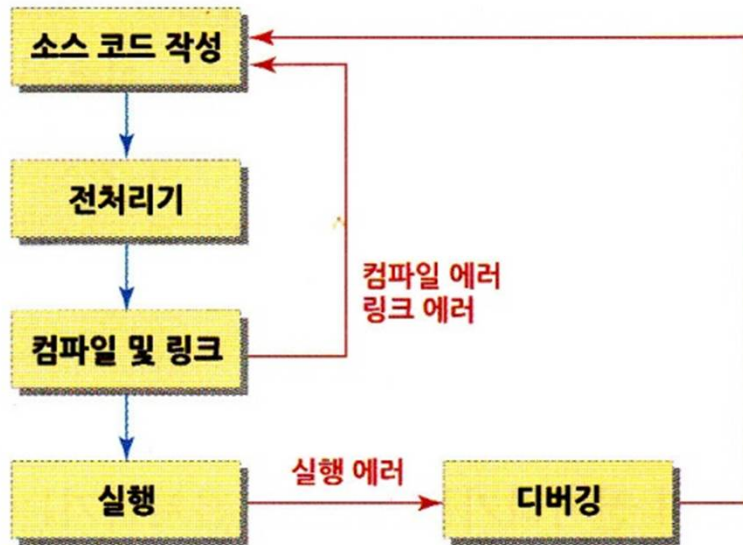 소스 코드 작성
전처리기
컴파일 에러
링크 에러
컴파일 및 링크
실행
실행 에러
디버깅